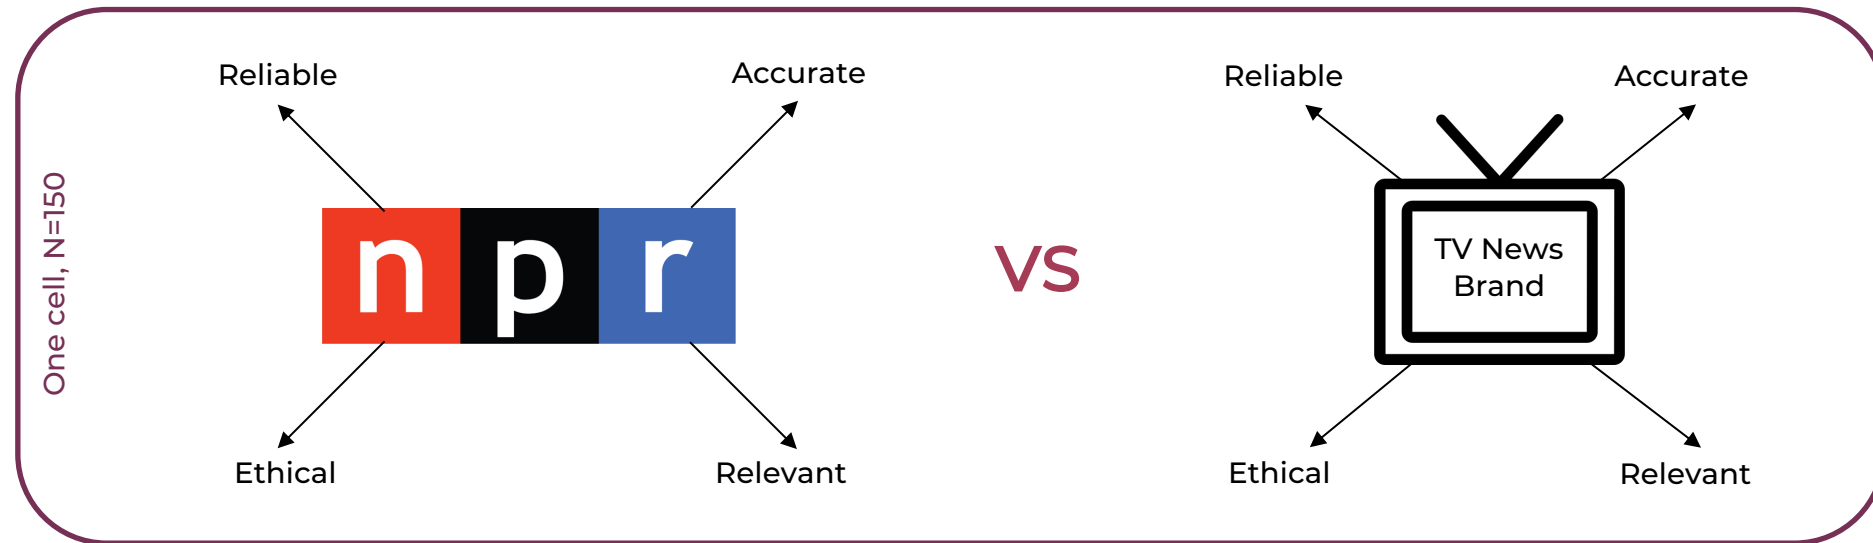 One cell, N=150
Reliable
Accurate
Ethical
Relevant
npr
VS
Reliable
Accurate
TV News
Brand
Ethical
Relevant